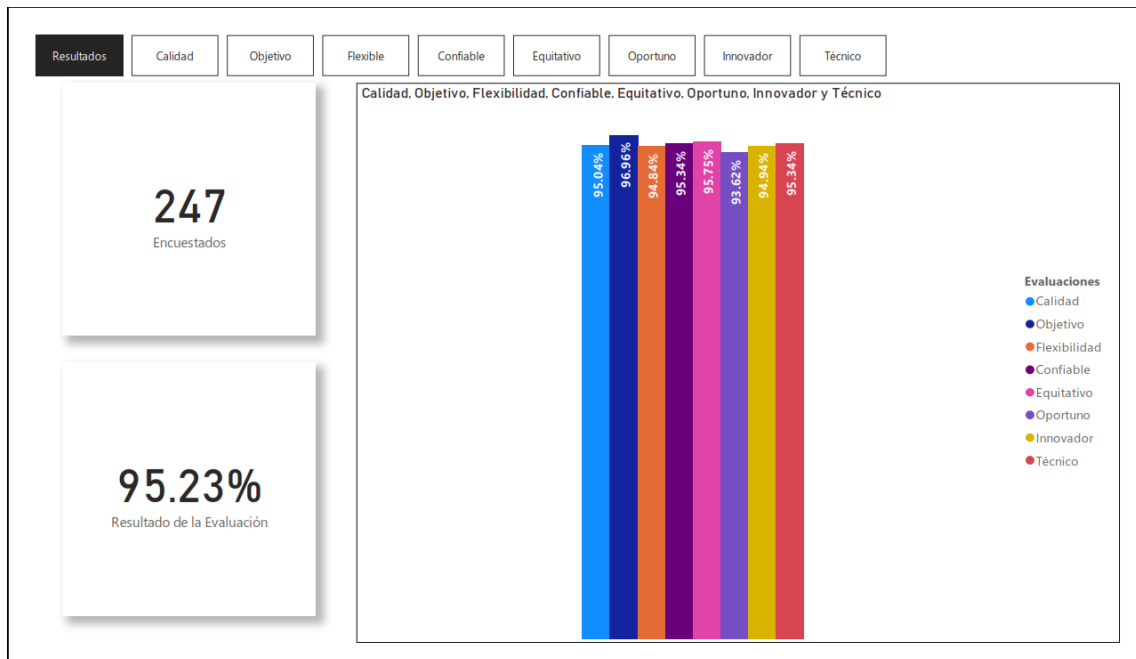 Resultados
Calidad
Objetivo
Flexible
Confiable
Equitativo
Oportuno
Innovador
Técnico
247
Encuestados
95.23%
Resultado de la Evaluación
Calidad, Objetivo, Flexibilidad, Confiable, Equitativo, Oportuno, Innovador y Técnico
95.04%
96.96%
94.84%
95.34%
95.75%
93.62%
94.94%
95.34%
Evaluaciones
Calidad
Objetivo
Flexibilidad
Confiable
Equitativo
Oportuno
Innovador
Técnico